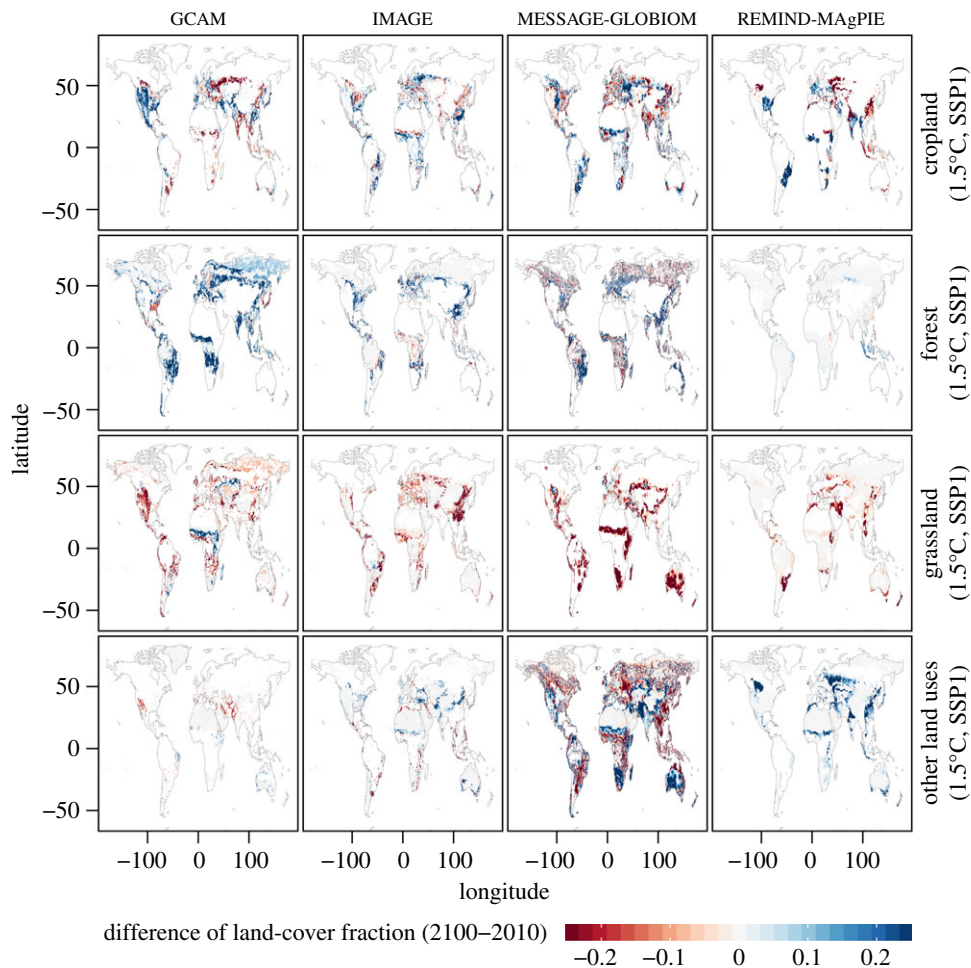 GCAM IMAGE MESSAGE-GLOBIOM REMIND-MAgPIE
50
0
−50
cropland
(1.5°C, SSP1)
50
0
−50
forest
(1.5°C, SSP1)
latitude
50
0
−50
grassland
(1.5°C, SSP1)
50
0
−50
other land uses
(1.5°C, SSP1)
−100 0 100 −100 0 100 −100 0 100 −100 0 100
longitude
difference of land-cover fraction (2100–2010)
−0.2 −0.1 0 0.1 0.2